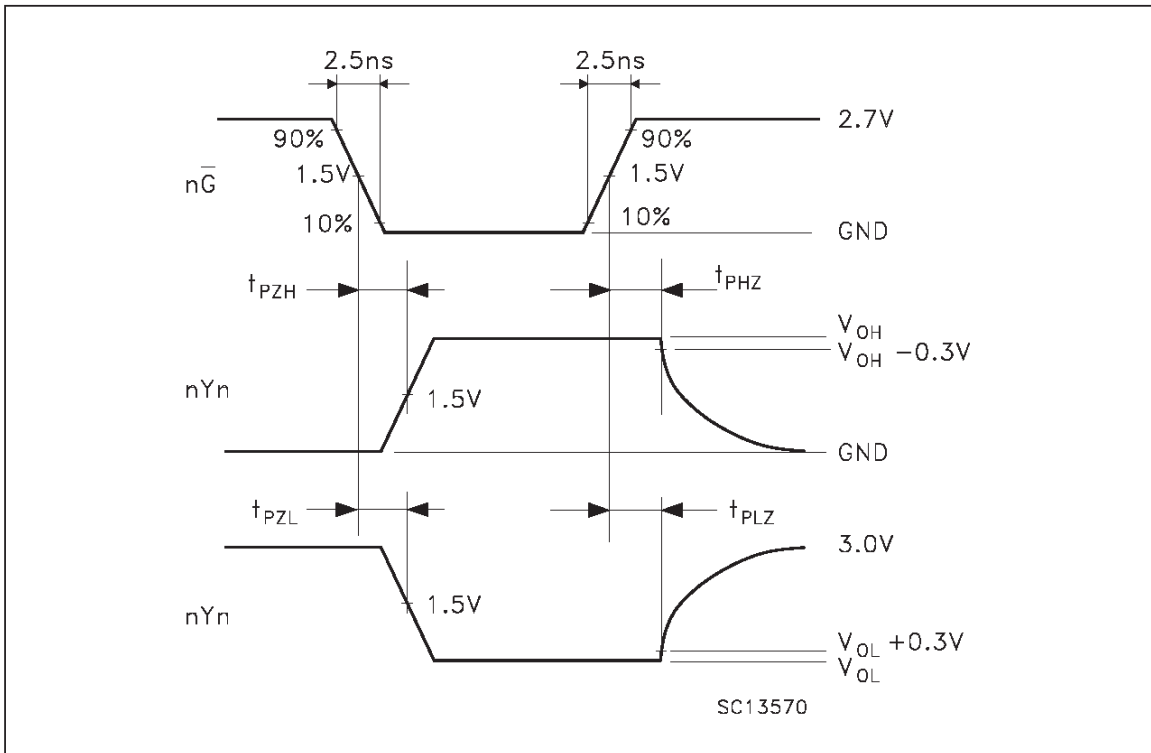 2.5ns 2.5ns
2.7V
90% 90%
nG̅ 1.5V 1.5V
10% 10%
GND
tPZH tPHZ
VOH
VOH −0.3V
nYn 1.5V
GND
tPZL tPLZ
3.0V
nYn 1.5V
VOL +0.3V
VOL
SC13570